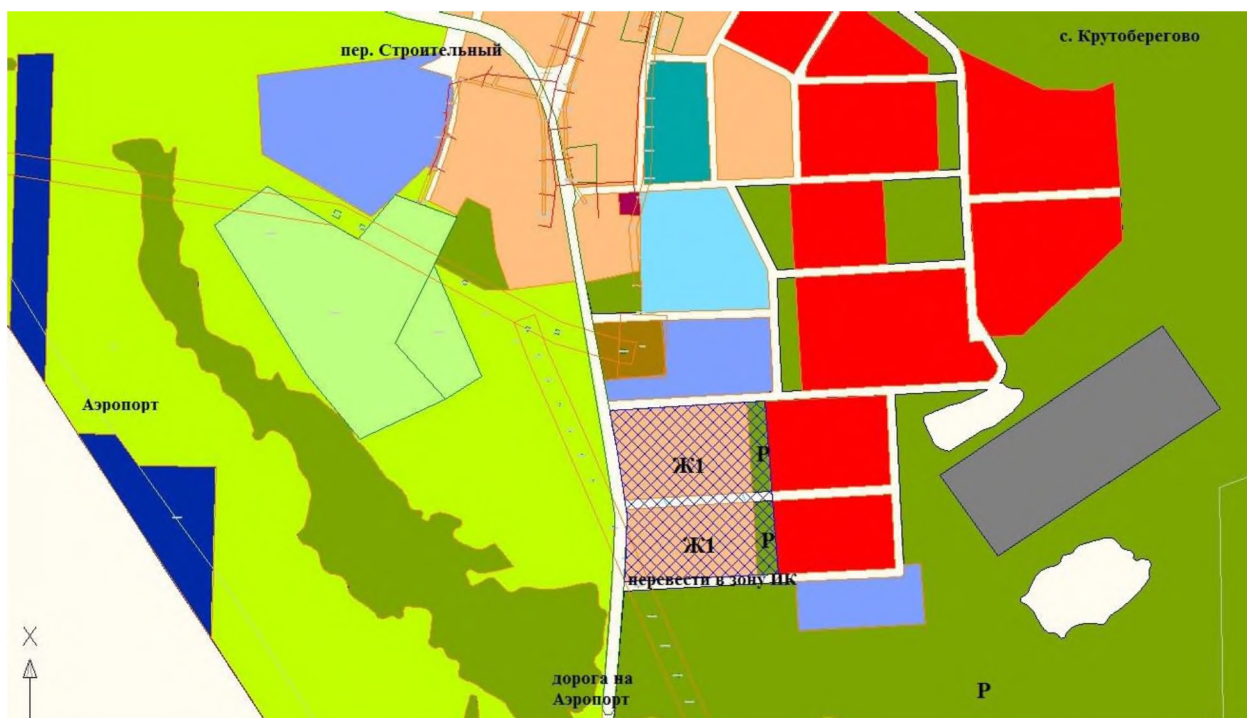 с. Крутоберегово
пер. Строительный
Аэропорт
Ж1
Р
Ж1
Р
перевести в зону ПК
дорога на
Аэропорт
Р
X